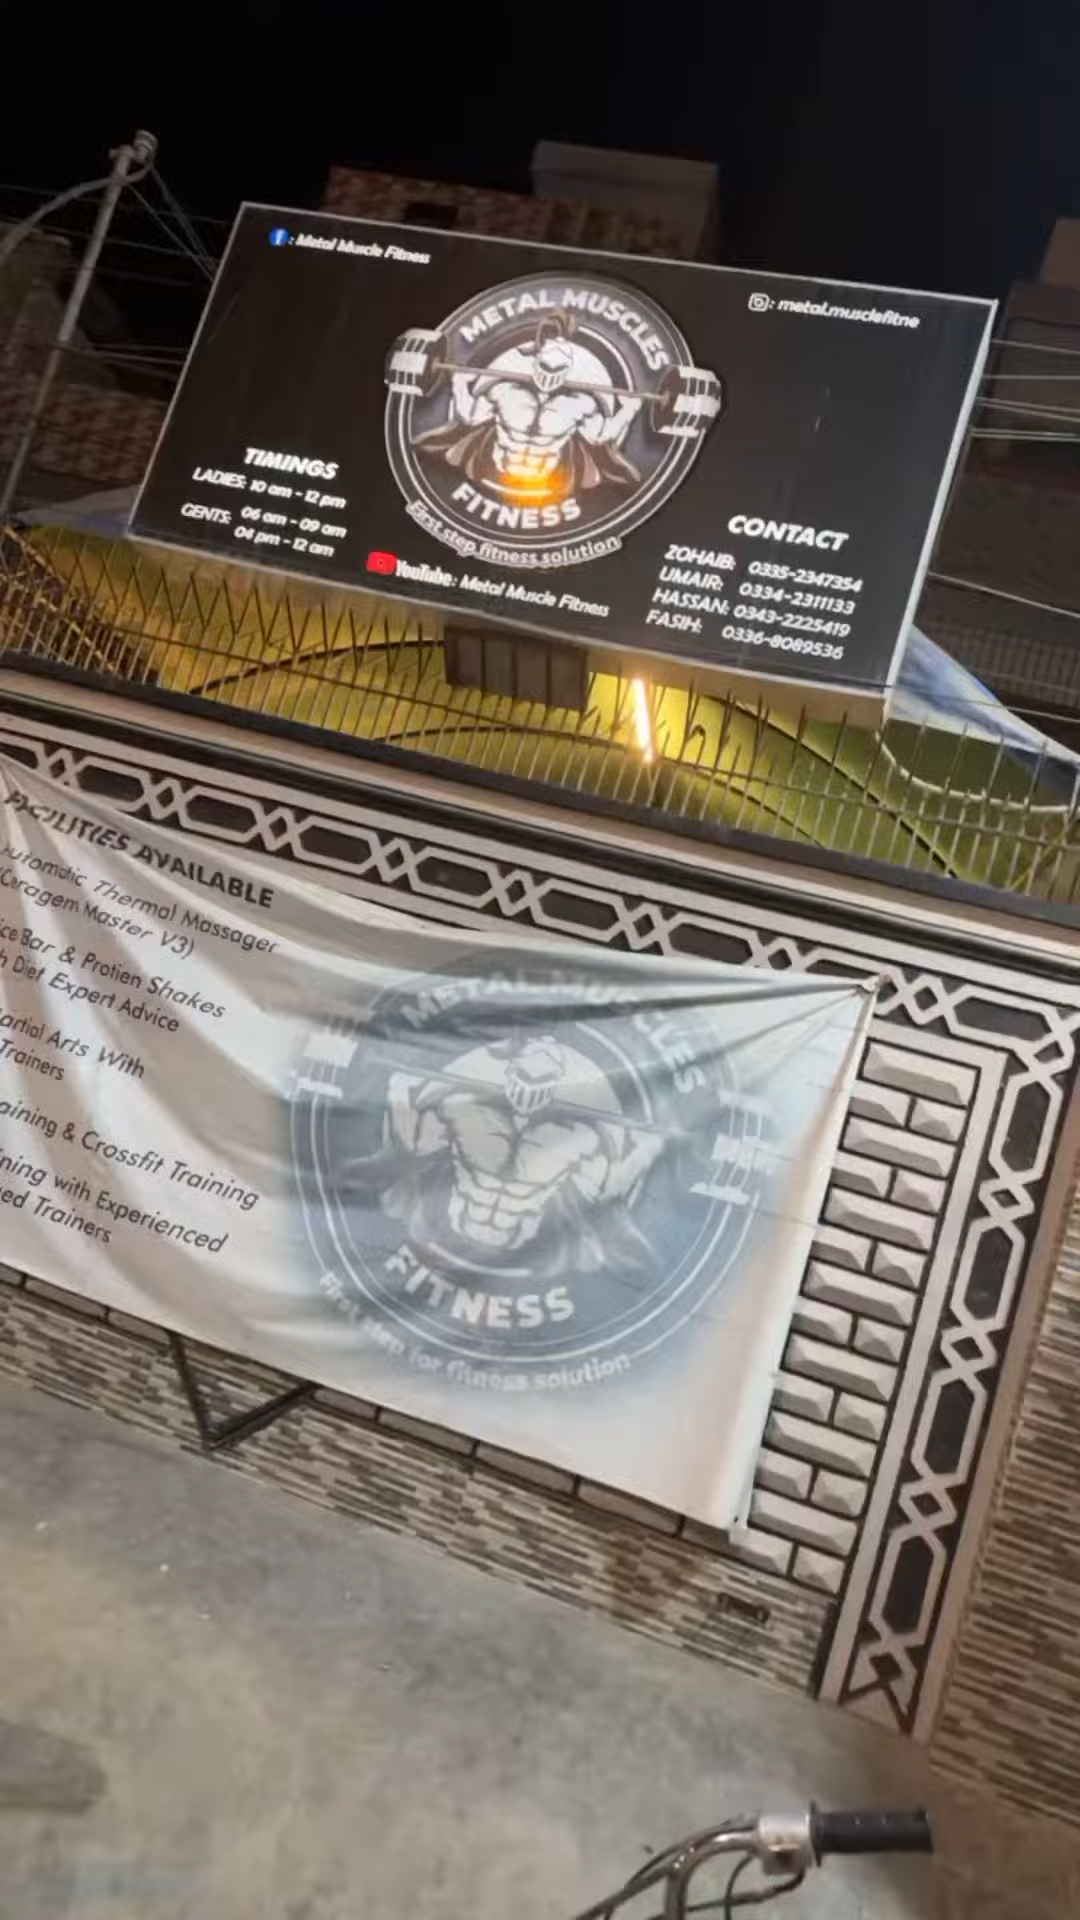 : Metal Muscle Fitness
: metal.musclefitne
METAL MUSCLES
FITNESS
First step fitness solution
TIMINGS
LADIES: 10 am - 12 pm
GENTS: 06 am - 09 am
04 pm - 12 am
YouTube: Metal Muscle Fitness
CONTACT
ZOHAIB: 0335-2347354
UMAIR: 0334-2311133
HASSAN: 0343-2225419
FASIH: 0336-8089536
FACILITIES AVAILABLE
Automatic Thermal Massager
(Ceragem Master V3)
ice Bar & Protien Shakes
h Diet Expert Advice
artial Arts With
Trainers
aining & Crossfit Training
ning with Experienced
ed Trainers
METAL MUSCLES
FITNESS
First step for fitness solution